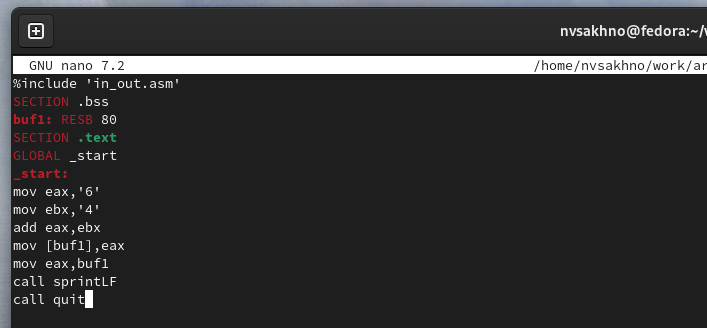 nvsakhno@fedora:~/
GNU nano 7.2 /home/nvsakhno/work/ar
%include 'in_out.asm'
SECTION .bss
buf1: RESB 80
SECTION .text
GLOBAL _start
_start:
mov eax,'6'
mov ebx,'4'
add eax,ebx
mov [buf1],eax
mov eax,buf1
call sprintLF
call quit